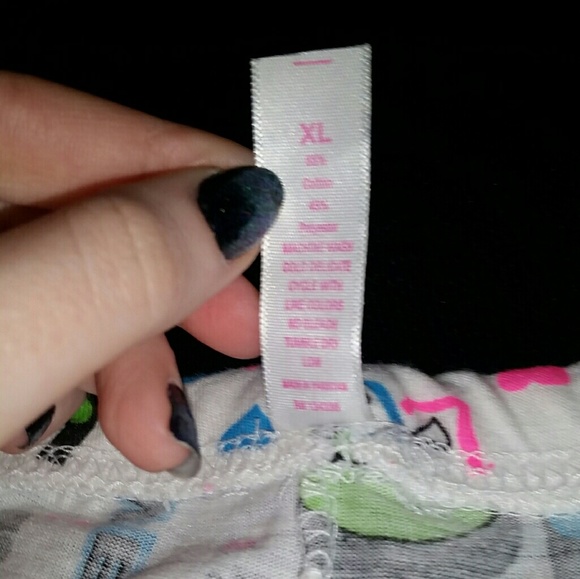 XL
Cotton
Polyester
MACHINE WASH
COLD DELICATE
CYCLE WITH
LIKE COLORS
NO BLEACH
TUMBLE DRY
LOW
MADE IN PAKISTAN